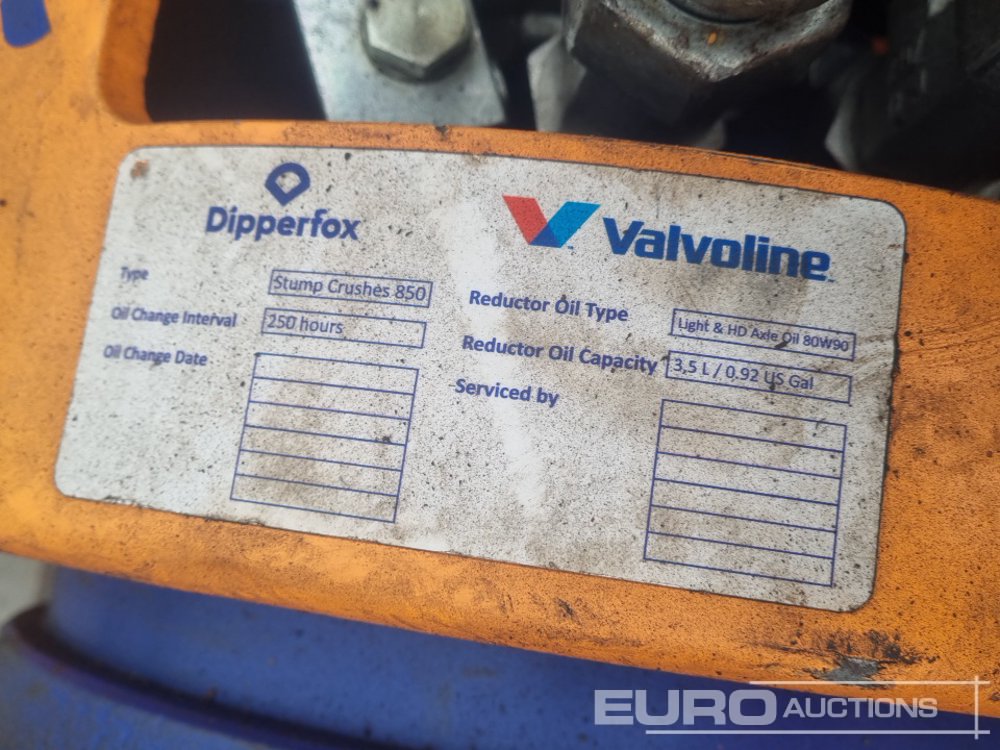 Dipperfox
Valvoline™
Type
Stump Crushes 850
Oil Change Interval
250 hours
Oil Change Date
Reductor Oil Type
Light & HD Axle Oil 80W90
Reductor Oil Capacity
3,5 L / 0.92 US Gal
Serviced by
EURO AUCTIONS